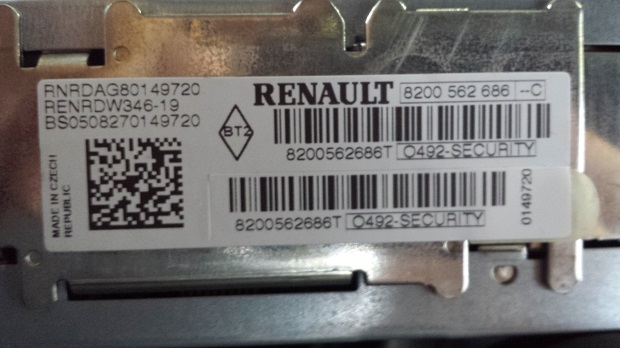 RNRDAG80149720
RENRDW346-19
BS0508270149720
RENAULT 8200 562 686 --C
BT2
8200562686T O492-SECURITY
MADE IN CZECH
REPUBLIC
8200562686T O492-SECURITY
0149720